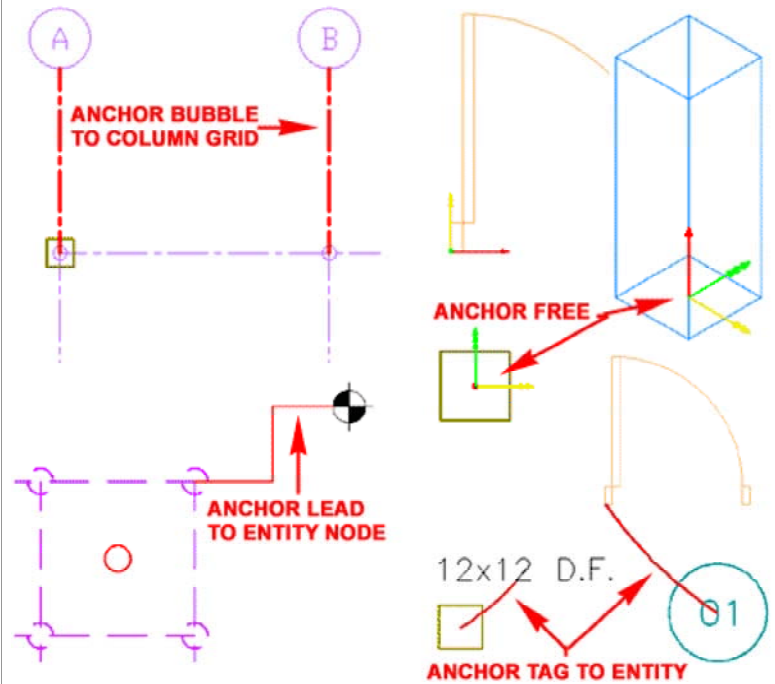 A
B
ANCHOR BUBBLE
TO COLUMN GRID
ANCHOR FREE
ANCHOR LEAD
TO ENTITY NODE
12x12 D.F.
01
ANCHOR TAG TO ENTITY